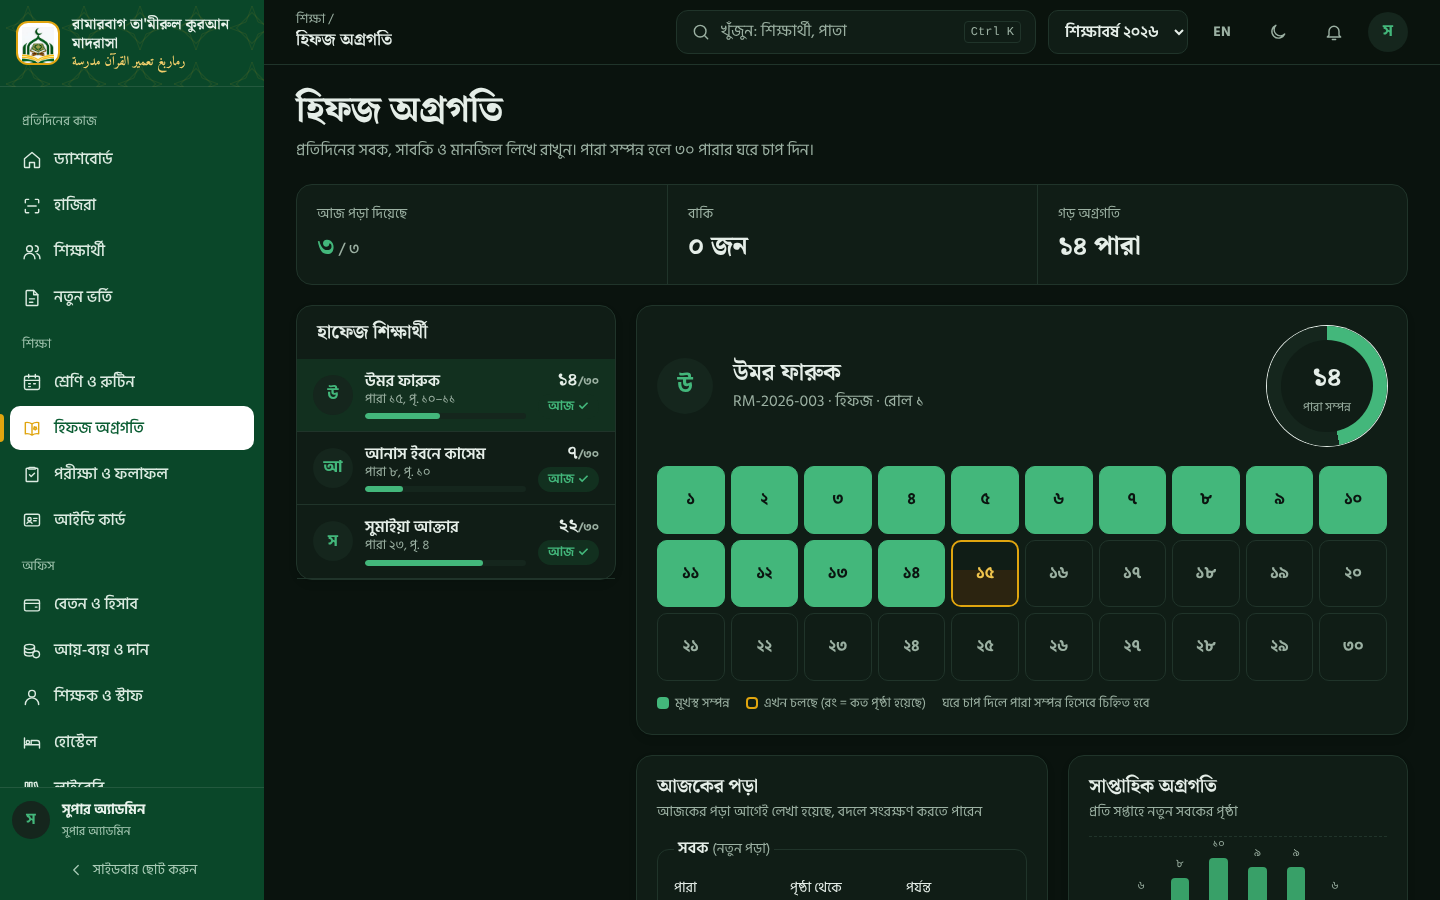 রামারবাগ তা'মীরুল কুরআন
মাদরাসা
رمارباغ تعمير القرآن مدرسة
প্রতিদিনের কাজ
ড্যাশবোর্ড
হাজিরা
শিক্ষার্থী
নতুন ভর্তি
শিক্ষা
শ্রেণি ও রুটিন
হিফজ অগ্রগতি
পরীক্ষা ও ফলাফল
আইডি কার্ড
অফিস
বেতন ও হিসাব
আয়-ব্যয় ও দান
শিক্ষক ও স্টাফ
হোস্টেল
লাইব্রেরি
স
সুপার অ্যাডমিন
সুপার অ্যাডমিন
সাইডবার ছোট করুন
শিক্ষা /
হিফজ অগ্রগতি
খুঁজুন: শিক্ষার্থী, পাতা
Ctrl K
শিক্ষাবর্ষ ২০২৬
EN
স
হিফজ অগ্রগতি
প্রতিদিনের সবক, সাবকি ও মানজিল লিখে রাখুন। পারা সম্পন্ন হলে ৩০ পারার ঘরে চাপ দিন।
আজ পড়া দিয়েছে
৩ / ৩
বাকি
০ জন
গড় অগ্রগতি
১৪ পারা
হাফেজ শিক্ষার্থী
উ
উমর ফারুক
১৪/৩০
পারা ১৫, পৃ. ১০–১১
আজ ✓
আ
আনাস ইবনে কাসেম
৭/৩০
পারা ৮, পৃ. ১০
আজ ✓
স
সুমাইয়া আক্তার
২২/৩০
পারা ২৩, পৃ. ৪
আজ ✓
উ
উমর ফারুক
RM-2026-003 · হিফজ · রোল ১
১৪
পারা সম্পন্ন
১ ২ ৩ ৪ ৫ ৬ ৭ ৮ ৯ ১০
১১ ১২ ১৩ ১৪ ১৫ ১৬ ১৭ ১৮ ১৯ ২০
২১ ২২ ২৩ ২৪ ২৫ ২৬ ২৭ ২৮ ২৯ ৩০
মুখস্থ সম্পন্ন এখন চলছে (রং = কত পৃষ্ঠা হয়েছে) ঘরে চাপ দিলে পারা সম্পন্ন হিসেবে চিহ্নিত হবে
আজকের পড়া
আজকের পড়া আগেই লেখা হয়েছে, বদলে সংরক্ষণ করতে পারেন
সবক (নতুন পড়া)
পারা পৃষ্ঠা থেকে পর্যন্ত
সাপ্তাহিক অগ্রগতি
প্রতি সপ্তাহে নতুন সবকের পৃষ্ঠা
৬ ৮ ১০ ৯ ৯ ৬